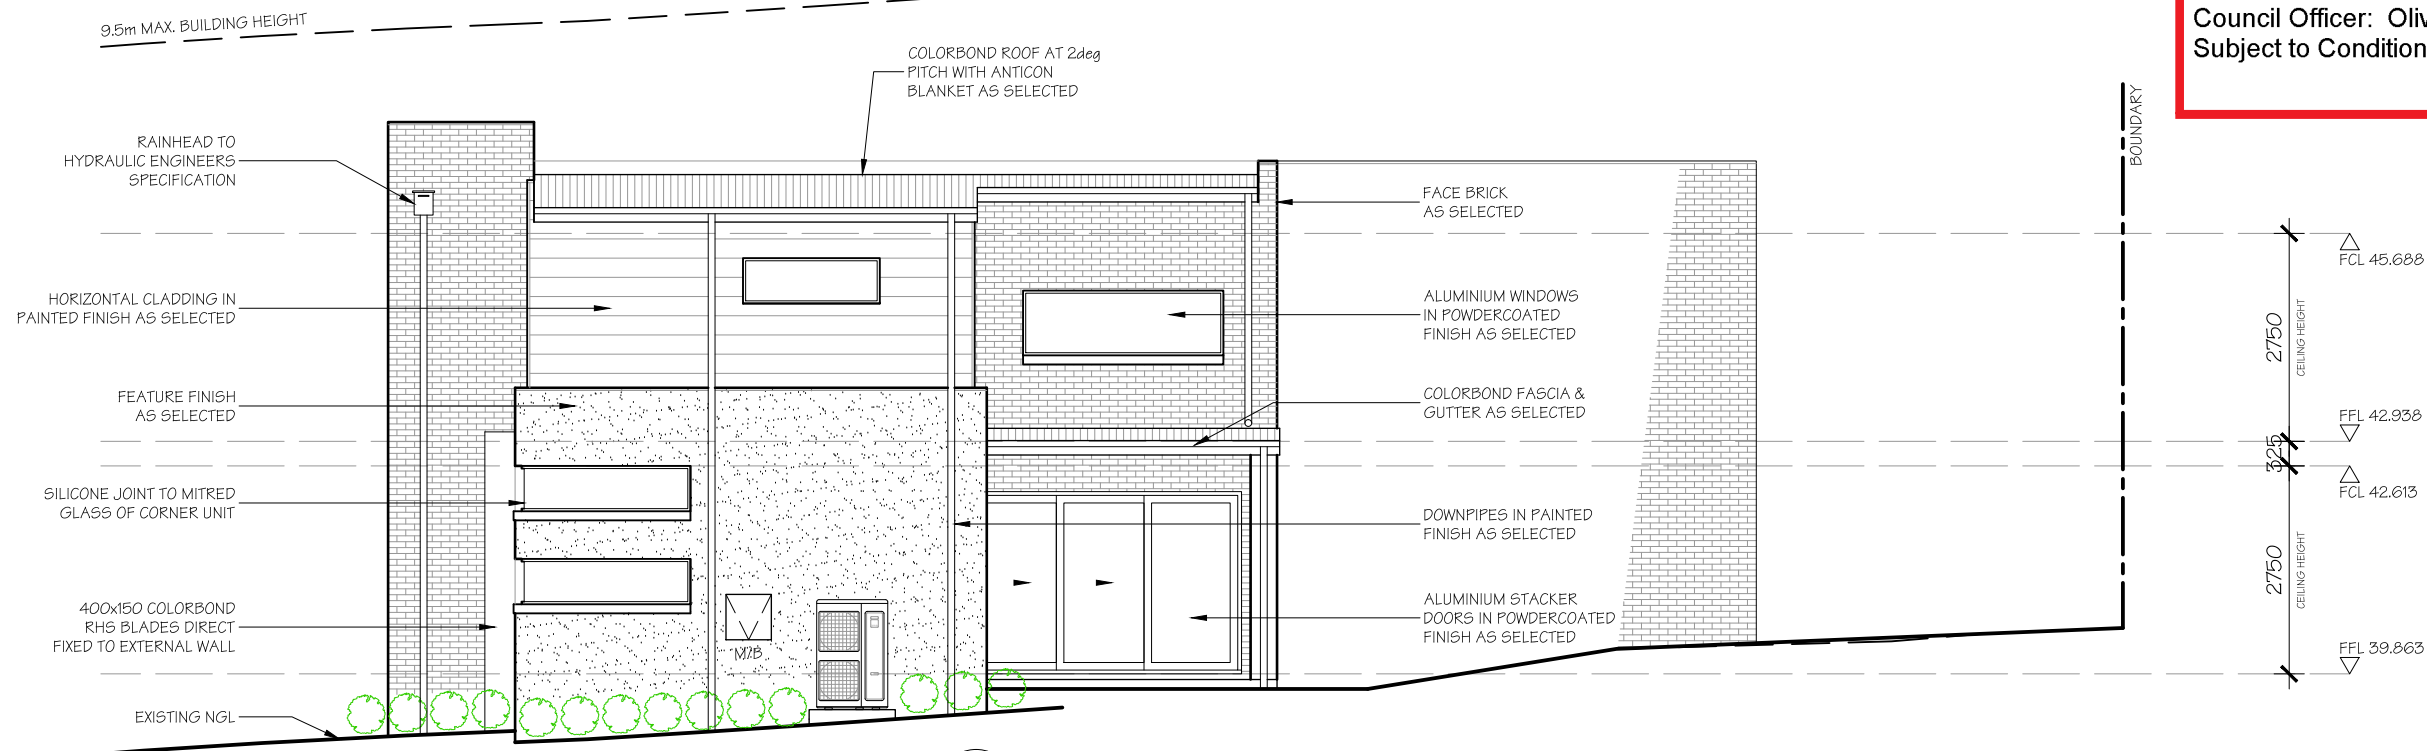 9.5m MAX. BUILDING HEIGHT
COLORBOND ROOF AT 2deg
PITCH WITH ANTICON
BLANKET AS SELECTED
Council Officer:
Subject to Condition
BOUNDARY
RAINHEAD TO
HYDRAULIC ENGINEERS
SPECIFICATION
HORIZONTAL CLADDING IN
PAINTED FINISH AS SELECTED
FEATURE FINISH
AS SELECTED
SILICONE JOINT TO MITRED
GLASS OF CORNER UNIT
400x150 COLORBOND
RHS BLADES DIRECT
FIXED TO EXTERNAL WALL
EXISTING NGL
M/B
FACE BRICK
AS SELECTED
ALUMINIUM WINDOWS
IN POWDERCOATED
FINISH AS SELECTED
COLORBOND FASCIA &
GUTTER AS SELECTED
DOWNPIPES IN PAINTED
FINISH AS SELECTED
ALUMINIUM STACKER
DOORS IN POWDERCOATED
FINISH AS SELECTED
FCL 45.688
2750
CEILING HEIGHT
FFL 42.938
325
FCL 42.613
2750
CEILING HEIGHT
FFL 39.863